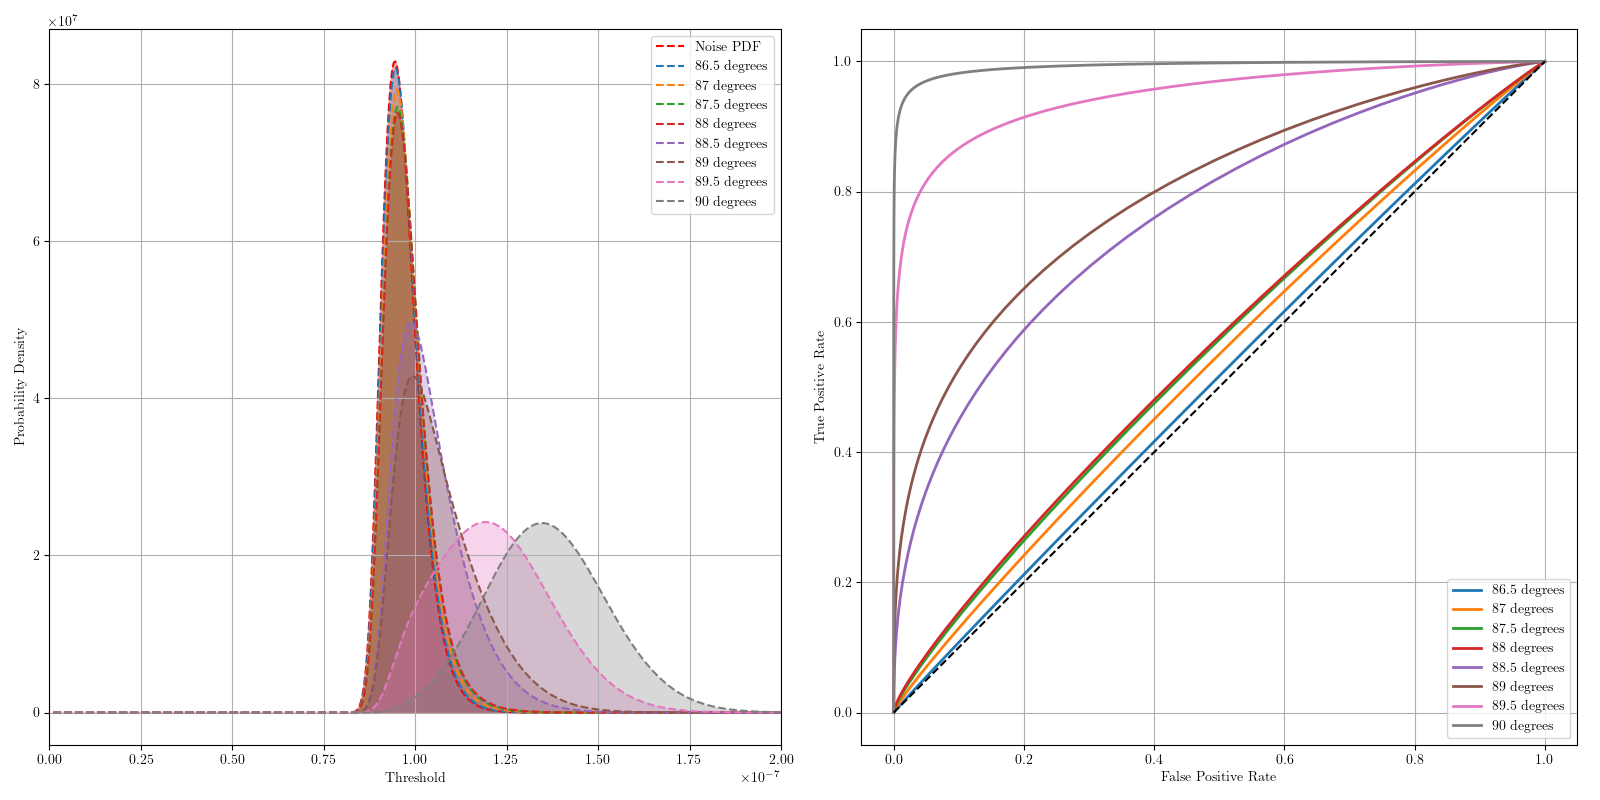 ×10⁷
8
6
4
2
0
Probability Density
0.00 0.25 0.50 0.75 1.00 1.25 1.50 1.75 2.00
Threshold
×10⁻⁷
Noise PDF
86.5 degrees
87 degrees
87.5 degrees
88 degrees
88.5 degrees
89 degrees
89.5 degrees
90 degrees
1.0
0.8
0.6
0.4
0.2
0.0
True Positive Rate
0.0 0.2 0.4 0.6 0.8 1.0
False Positive Rate
86.5 degrees
87 degrees
87.5 degrees
88 degrees
88.5 degrees
89 degrees
89.5 degrees
90 degrees